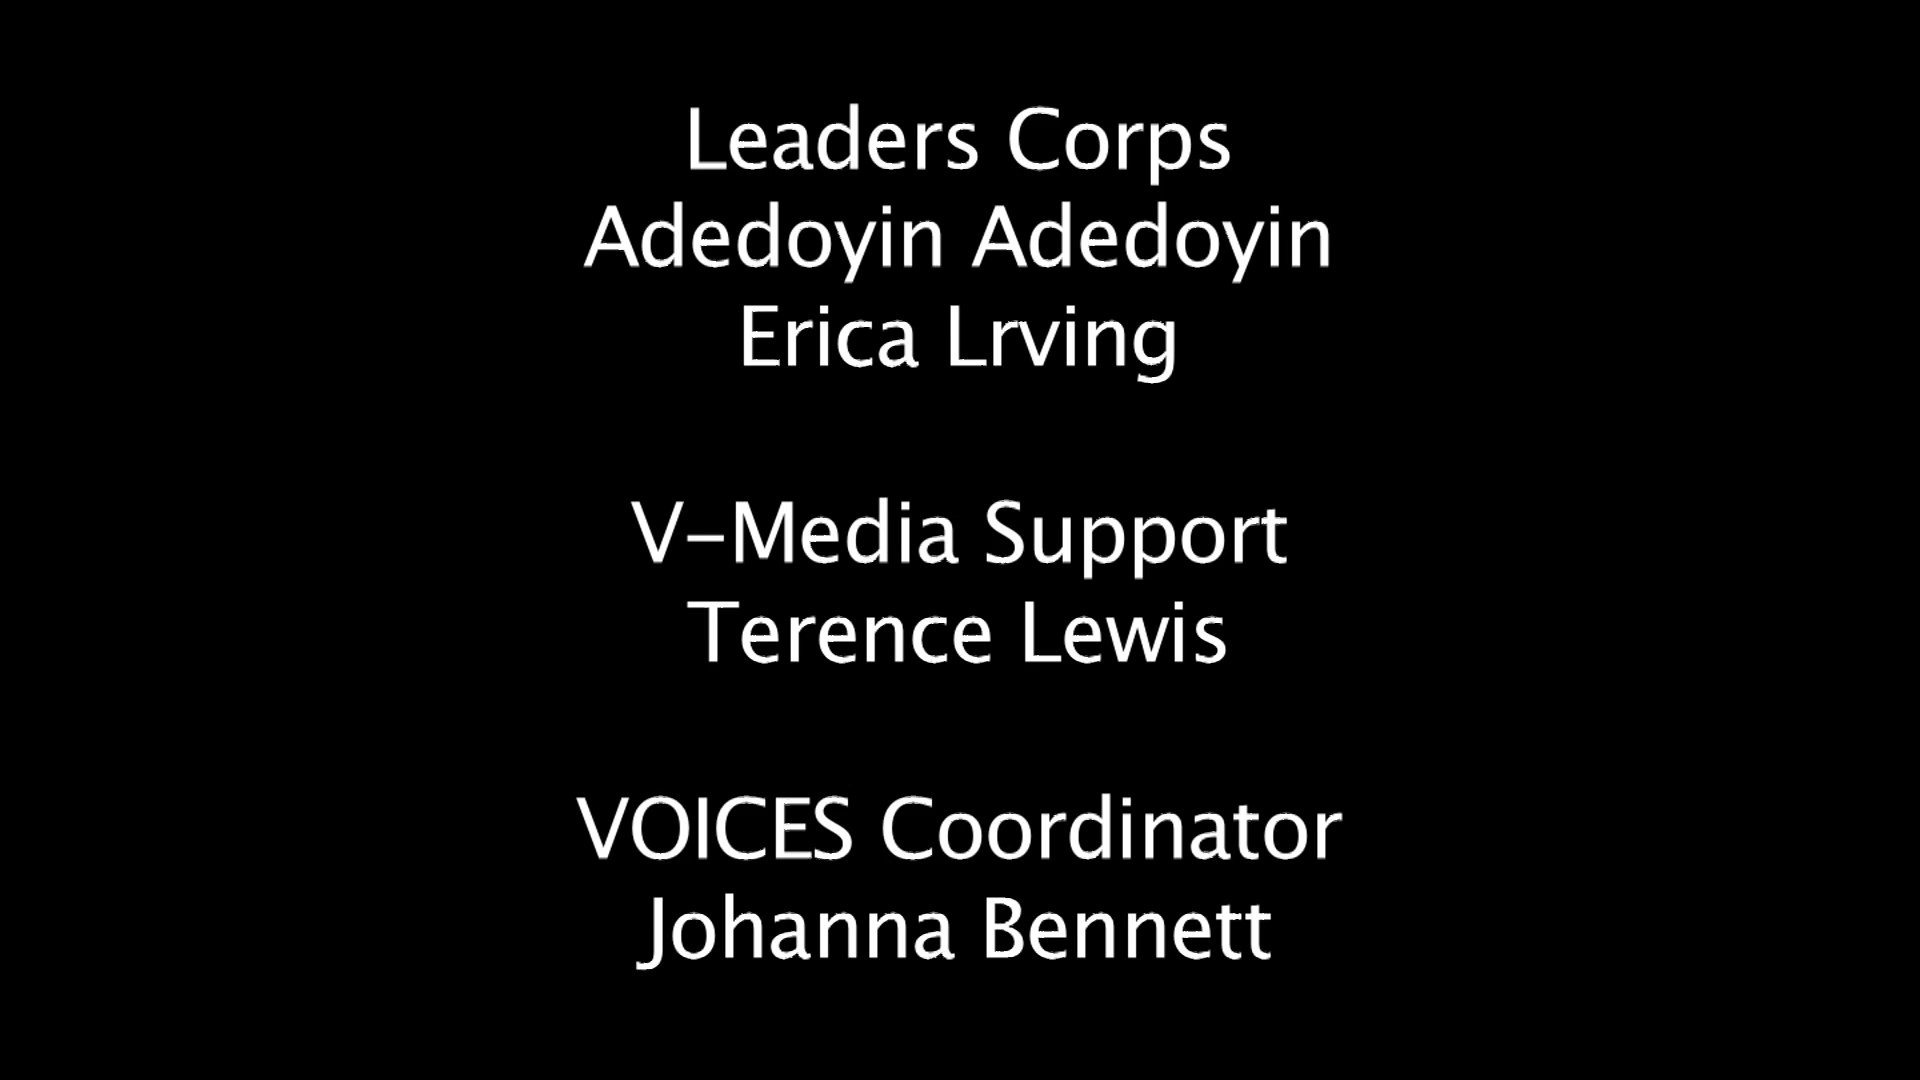 Leaders Corps
Adedoyin Adedoyin
Erica Lrving
V-Media Support
Terence Lewis
VOICES Coordinator
Johanna Bennett